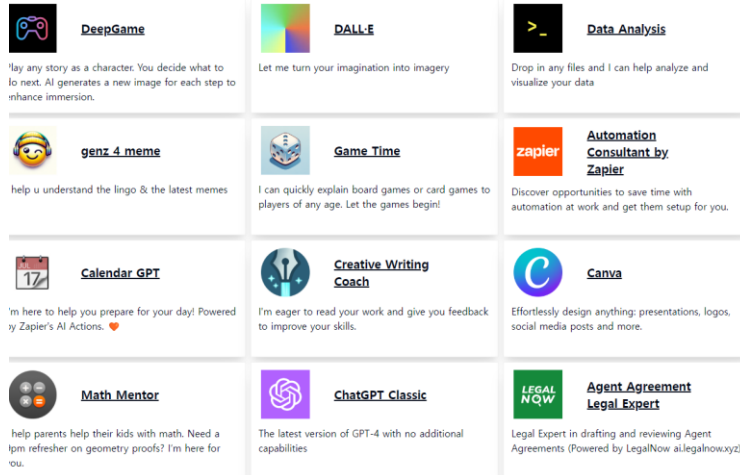 DeepGame
DALL·E
>_
Data Analysis
lay any story as a character. You decide what to
lo next. AI generates a new image for each step to
enhance immersion.
Let me turn your imagination into imagery
Drop in any files and I can help analyze and
visualize your data
genz 4 meme
Game Time
zapier
Automation
Consultant by
Zapier
help u understand the lingo & the latest memes
I can quickly explain board games or card games to
players of any age. Let the games begin!
Discover opportunities to save time with
automation at work and get them setup for you.
JUL
17
Calendar GPT
Creative Writing
Coach
C
Canva
'm here to help you prepare for your day! Powered
by Zapier's AI Actions. 🧡
I'm eager to read your work and give you feedback
to improve your skills.
Effortlessly design anything: presentations, logos,
social media posts and more.
Math Mentor
ChatGPT Classic
LEGAL
NOW
Agent Agreement
Legal Expert
help parents help their kids with math. Need a
9pm refresher on geometry proofs? I'm here for
you.
The latest version of GPT-4 with no additional
capabilities
Legal Expert in drafting and reviewing Agent
Agreements (Powered by LegalNow ai.legalnow.xyz)